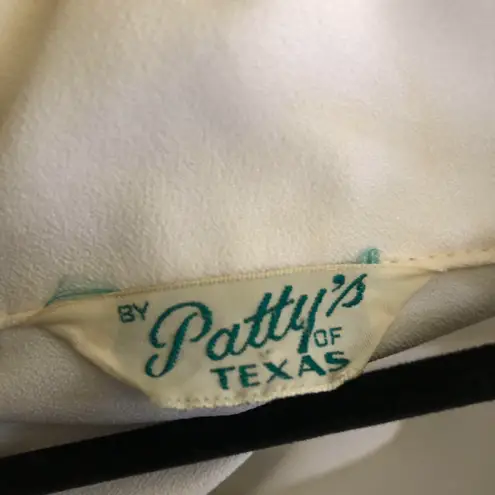 BY
Patty's
OF
TEXAS